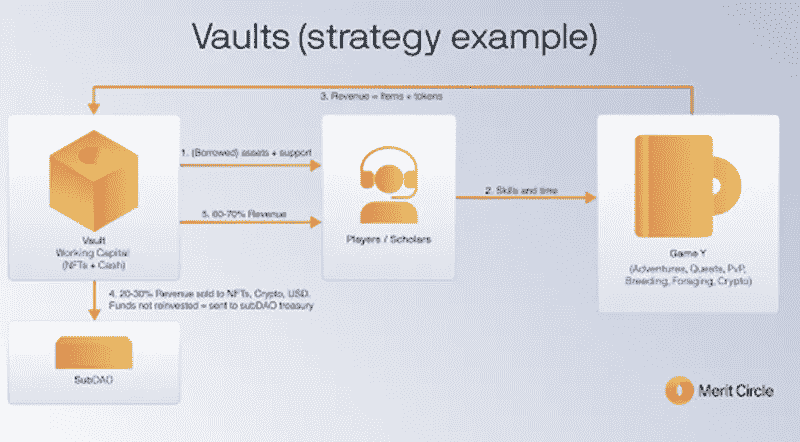 Vaults (strategy example)
3. Revenue = Items + tokens
1. (Borrowed) assets + support
2. Skills and time
5. 60-70% Revenue
Vault
Working Capital
(NFTs + Cash)
Players / Scholars
Game Y
(Adventures, Quests, PvP,
Breeding, Foraging, Crypto)
4. 20-30% Revenue sold to NFTs, Crypto, USD.
Funds not reinvested = sent to subDAO treasury
SubDAO
Merit Circle